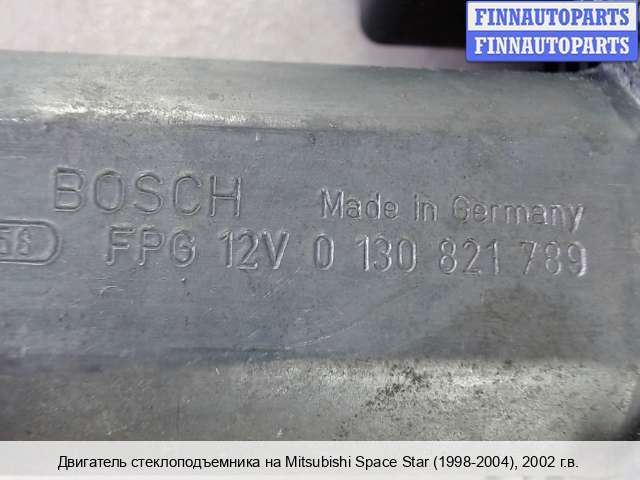 FINNAUTOPARTS
FINNAUTOPARTS
BOSCH Made in Germany
56 FPG 12V 0 130 821 789
Двигатель стеклоподъемника на Mitsubishi Space Star (1998-2004), 2002 г.в.